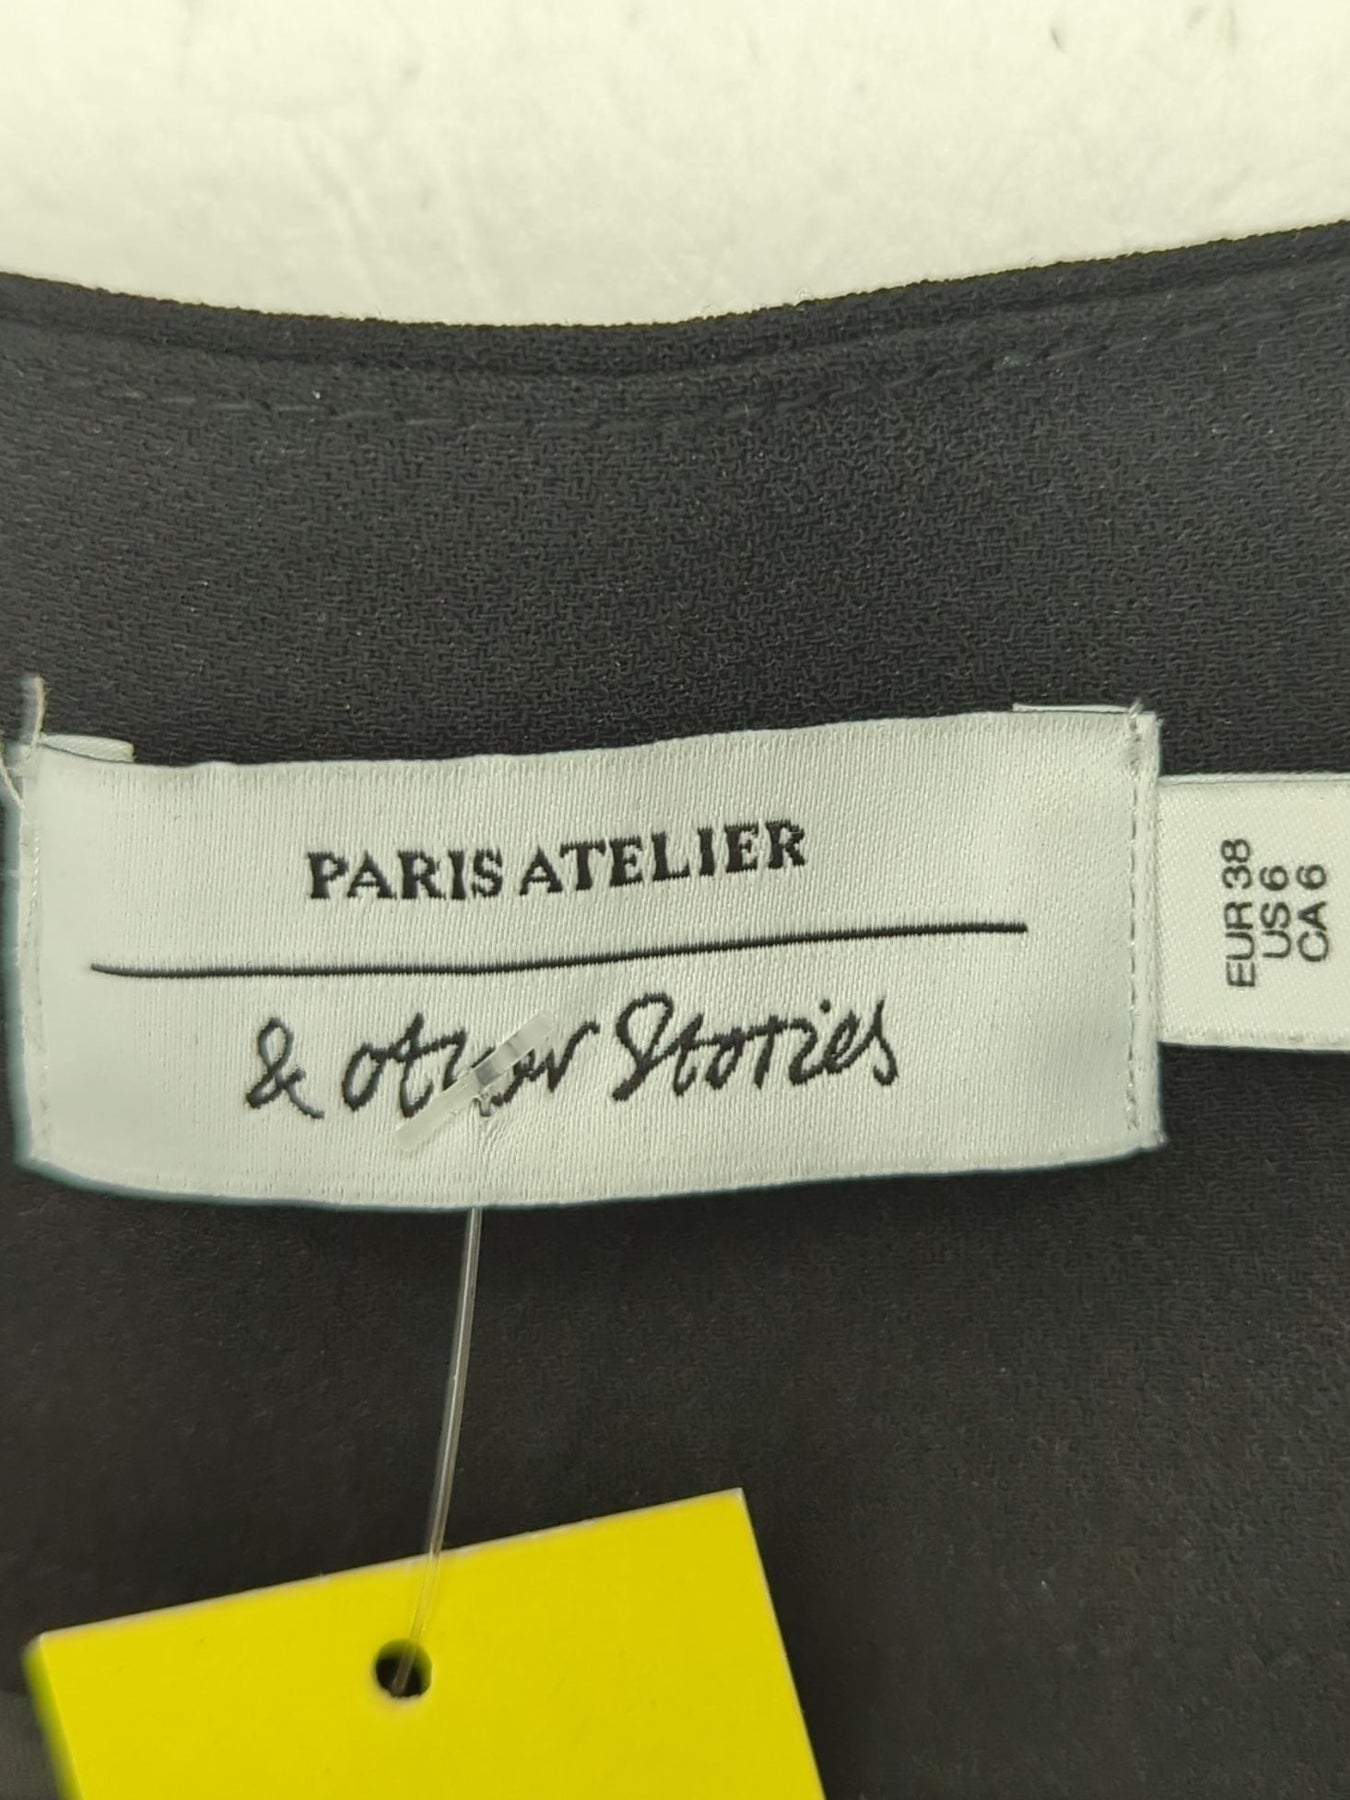 PARIS ATELIER
& other Stories
EUR 38
US 6
CA 6